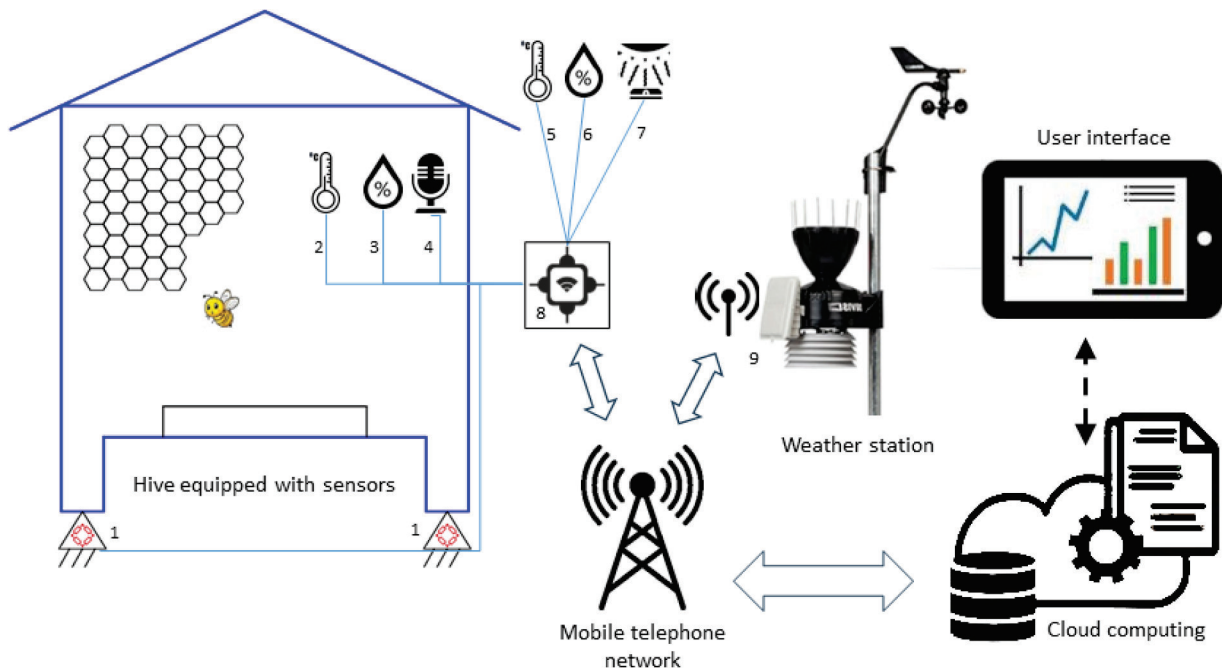 °C
%
5
6
7
User interface
°C
%
2
3
4
8
9
Weather station
Hive equipped with sensors
1
1
Mobile telephone
network
Cloud computing